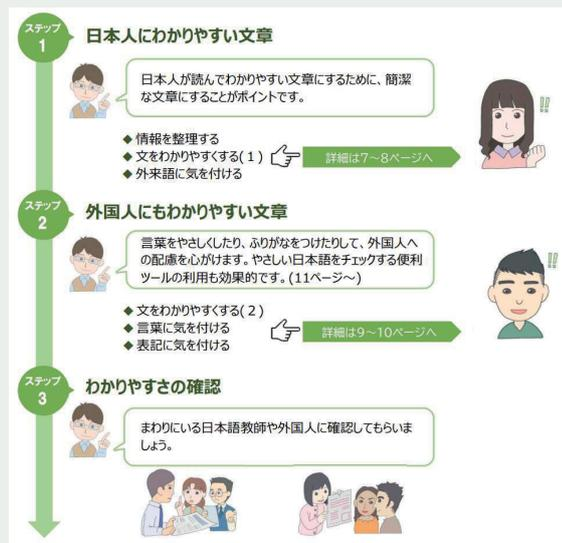 ステップ
1
日本人にわかりやすい文章
日本人が読んでわかりやすい文章にするために、簡潔
な文章にすることがポイントです。
◆ 情報を整理する
◆ 文をわかりやすくする(1)
詳細は7～8ページへ
◆ 外来語に気を付ける
ステップ
2
外国人にもわかりやすい文章
言葉をやさしくしたり、ふりがなをつけたりして、外国人へ
の配慮を心がけます。やさしい日本語をチェックする便利
ツールの利用も効果的です。(11ページ～)
◆ 文をわかりやすくする(2)
◆ 言葉に気を付ける
詳細は9～10ページへ
◆ 表記に気を付ける
ステップ
3
わかりやすさの確認
まわりにいる日本語教師や外国人に確認してもらいま
しょう。